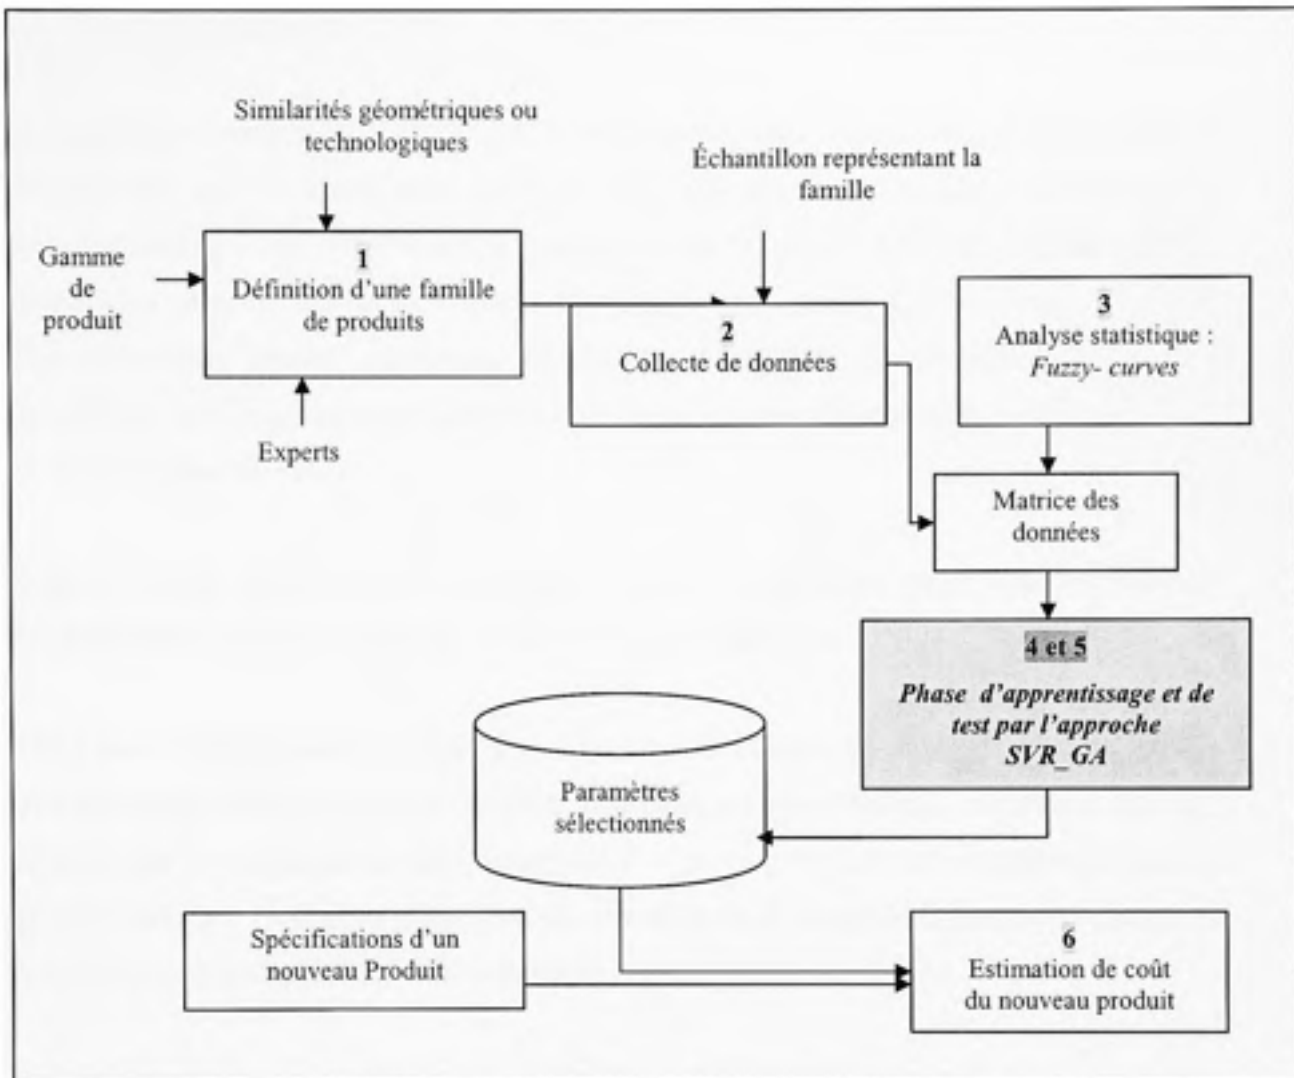 Similarités géométriques ou
technologiques
Échantillon représentant la
famille
Gamme
de
produit
1
Définition d'une famille
de produits
2
Collecte de données
3
Analyse statistique :
Fuzzy- curves
Experts
Matrice des
données
4 et 5
Phase d'apprentissage et de
test par l'approche
SVR_GA
Paramètres
sélectionnés
Spécifications d'un
nouveau Produit
6
Estimation de coût
du nouveau produit